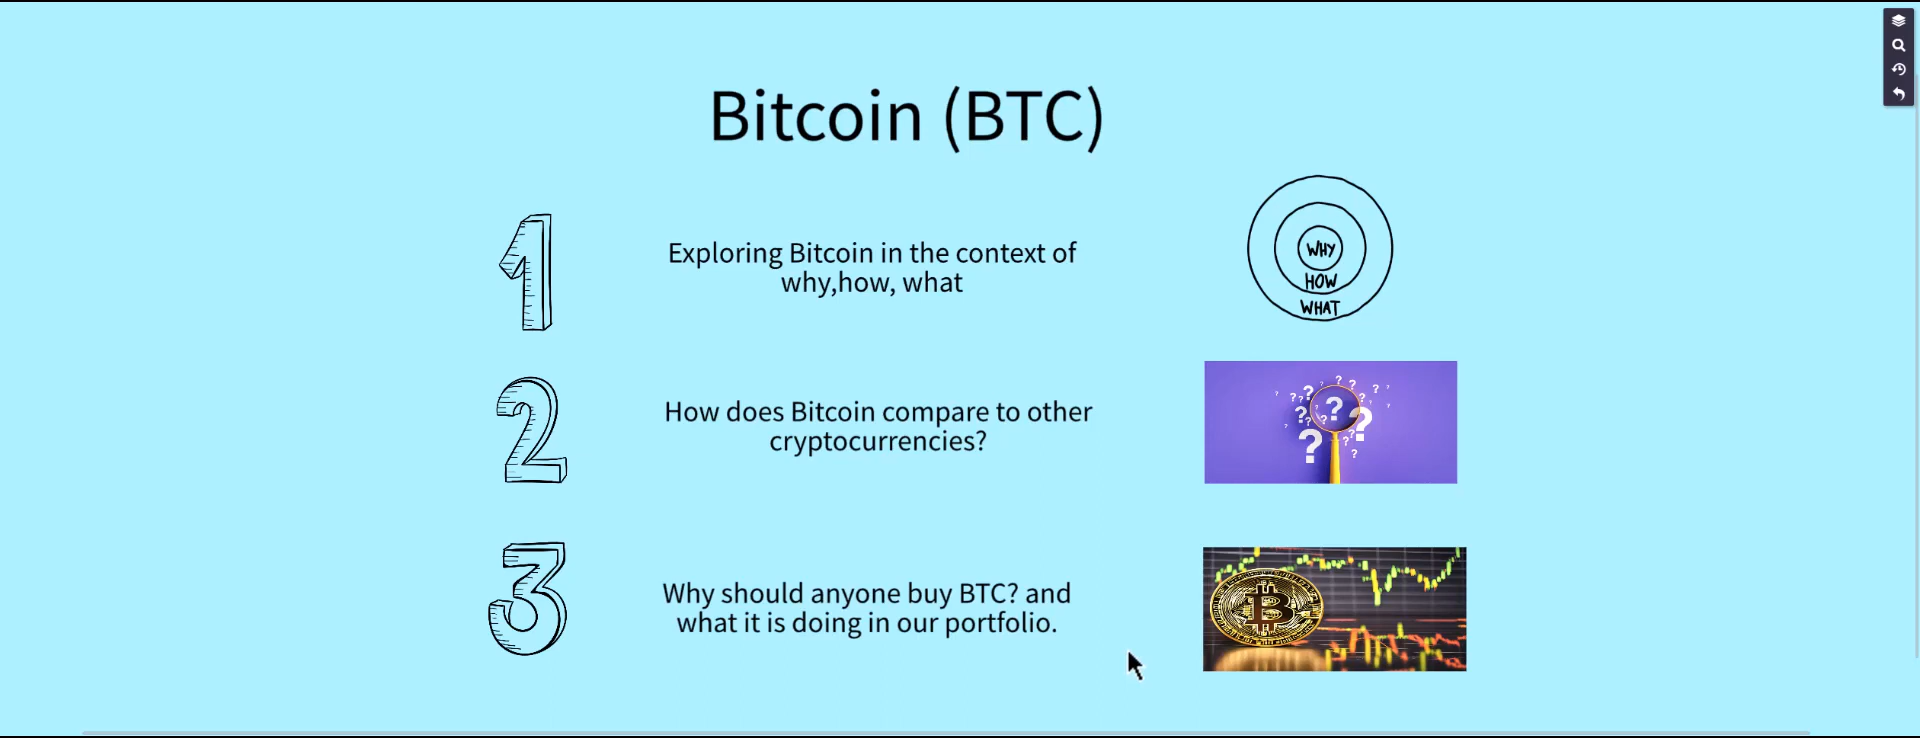 Bitcoin (BTC)
1
Exploring Bitcoin in the context of
why,how, what
WHY
HOW
WHAT
2
How does Bitcoin compare to other
cryptocurrencies?
3
Why should anyone buy BTC? and
what it is doing in our portfolio.